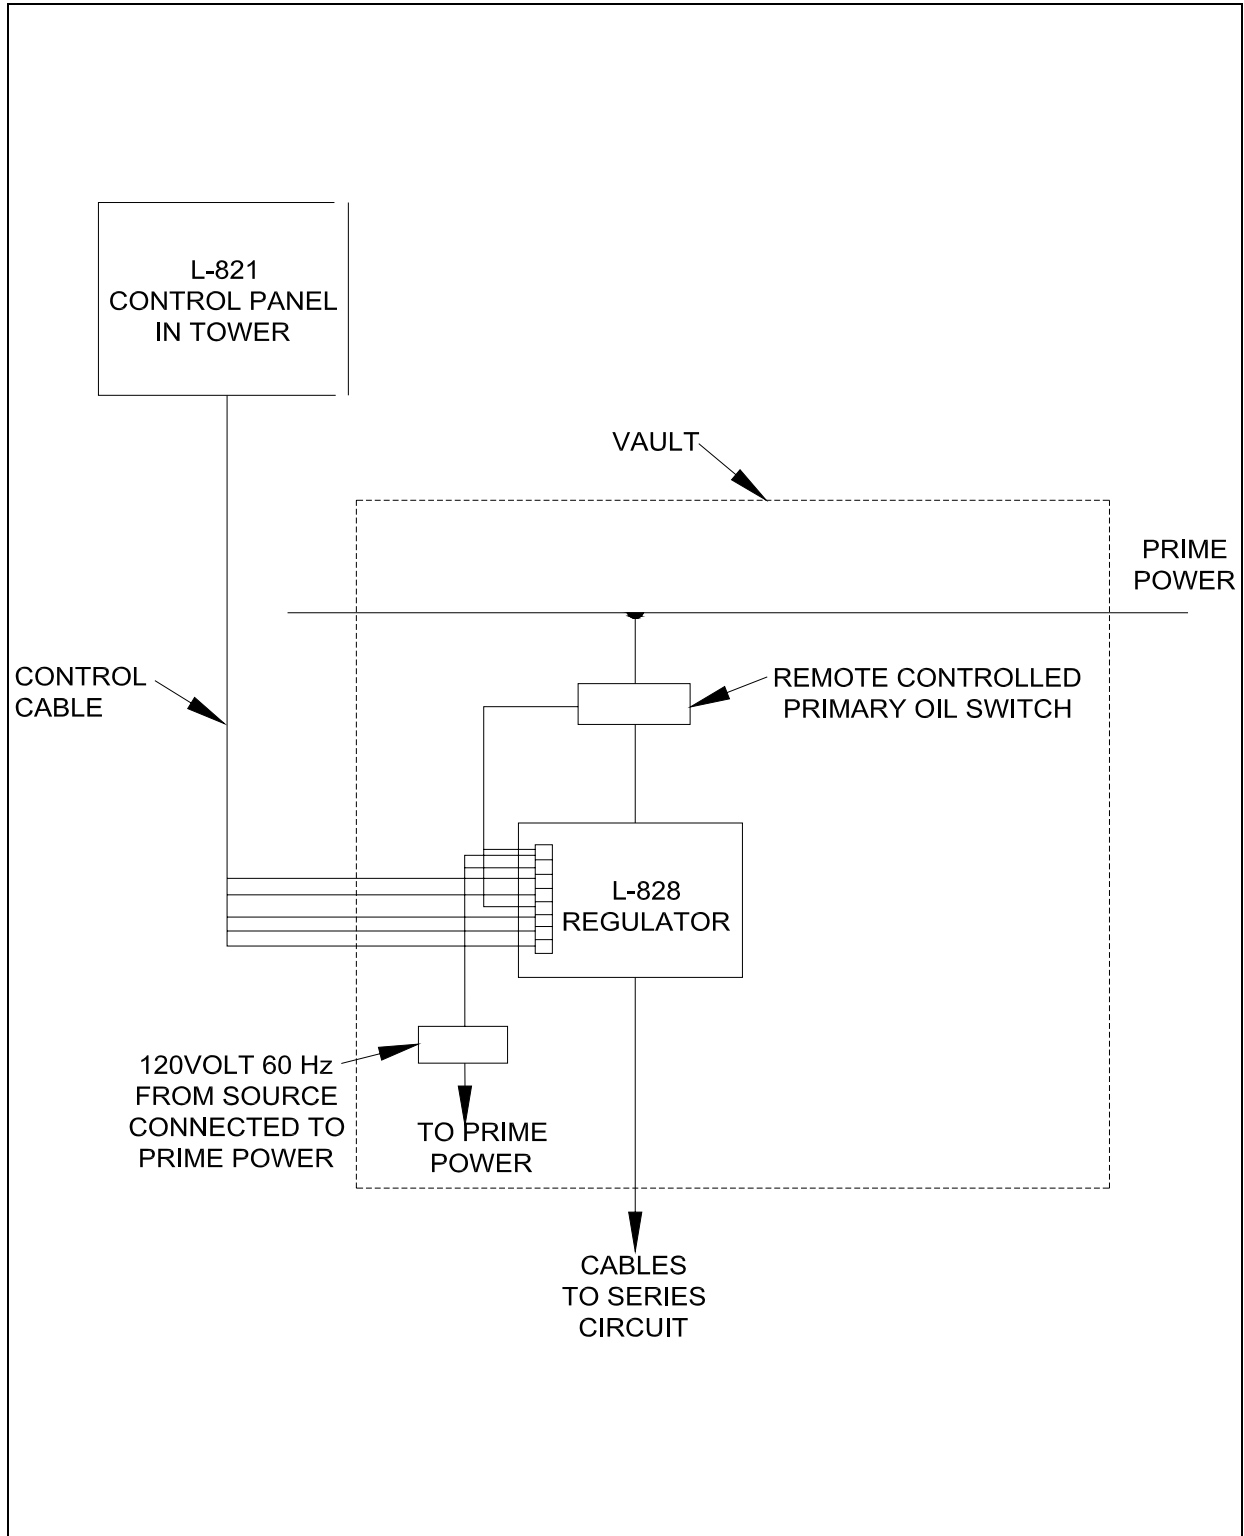 L-821
CONTROL PANEL
IN TOWER
VAULT
PRIME
POWER
CONTROL
CABLE
REMOTE CONTROLLED
PRIMARY OIL SWITCH
L-828
REGULATOR
120VOLT 60 Hz
FROM SOURCE
CONNECTED TO
PRIME POWER
TO PRIME
POWER
CABLES
TO SERIES
CIRCUIT